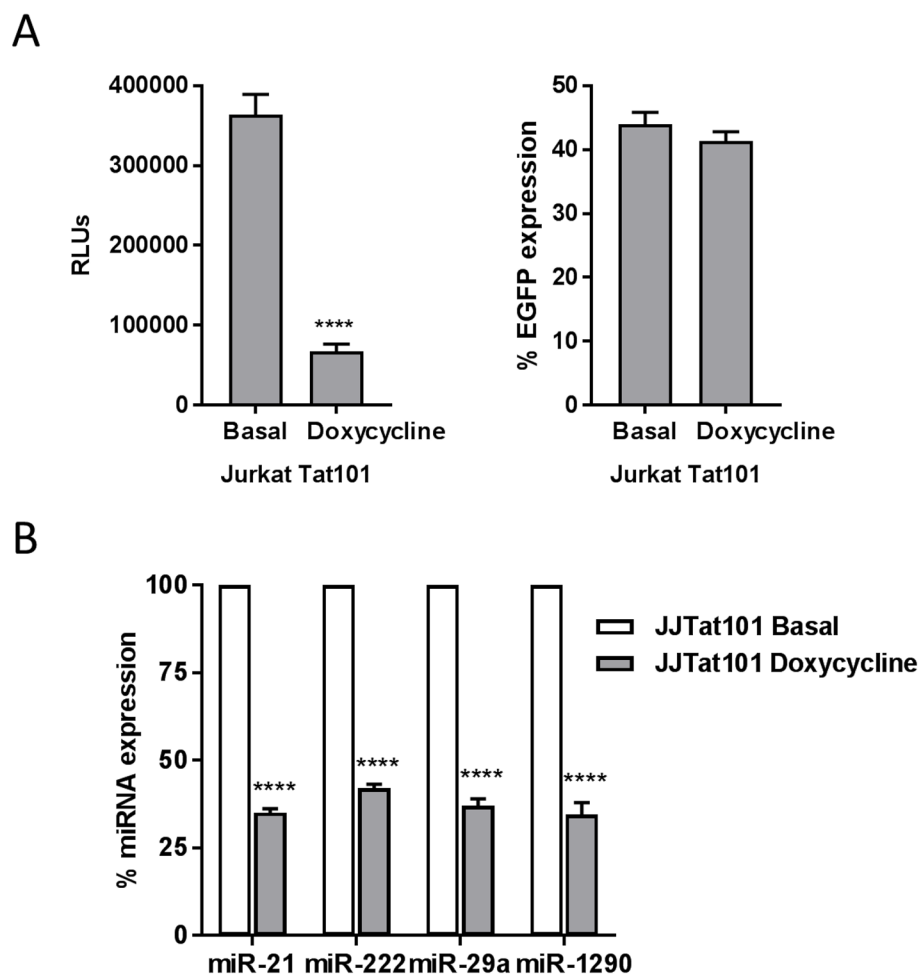 A
400000
300000
200000
100000
0
RLUs
****
Basal Doxycycline
Jurkat Tat101
50
40
30
20
10
0
% EGFP expression
Basal Doxycycline
Jurkat Tat101
B
100
75
50
25
0
% miRNA expression
**** **** **** ****
miR-21 miR-222 miR-29a miR-1290
JJTat101 Basal
JJTat101 Doxycycline